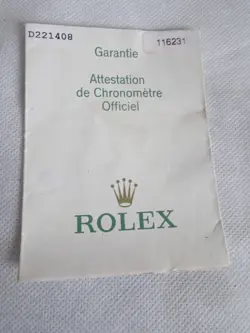 D221408
116231
Garantie
Attestation
de Chronomètre
Officiel
ROLEX